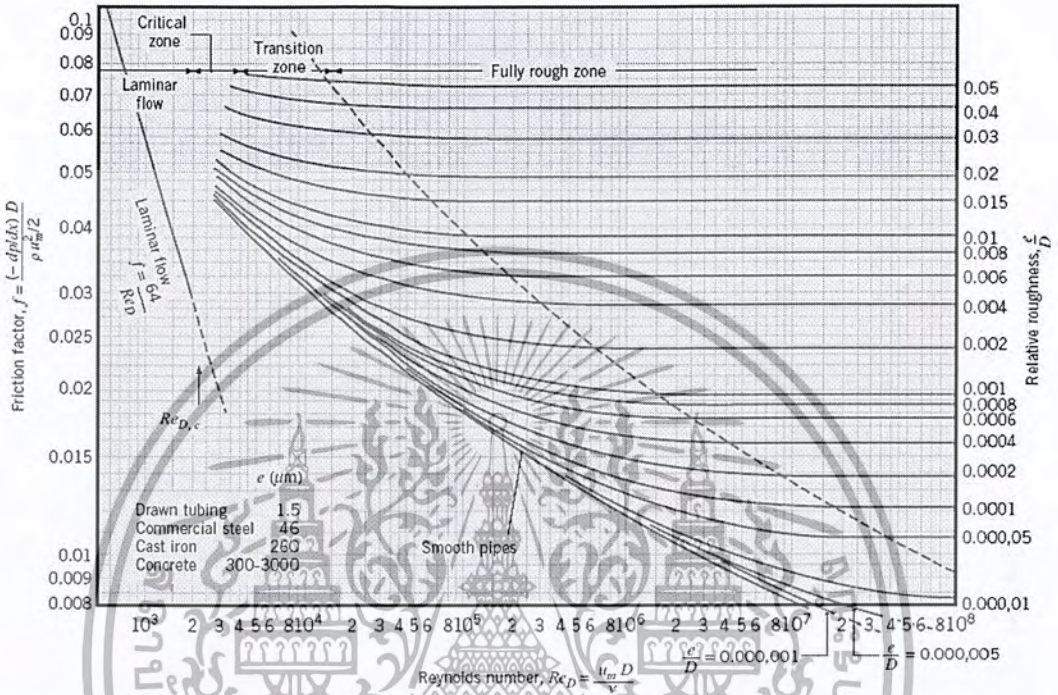 0.1
0.09
0.08
0.07
0.06
0.05
0.04
0.03
0.025
0.02
0.015
0.01
0.009
0.008
Friction factor, f = (- dp/dx) D / ρ u²m/2
Critical
zone
Transition
zone
Fully rough zone
Laminar
flow
Laminar flow
f = 64 / ReD
ReD, c
e (μm)
Drawn tubing 1.5
Commercial steel 46
Cast iron 260
Concrete 300-3000
Smooth pipes
0.05
0.04
0.03
0.02
0.015
0.01
0.008
0.006
0.004
0.002
0.001
0.0008
0.0006
0.0004
0.0002
0.0001
0.000,05
0.000,01
Relative roughness, e/D
10³ 2 3 4 5 6 8 10⁴ 2 3 4 5 6 8 10⁵ 2 3 4 5 6 8 10⁶ 2 3 4 5 6 8 10⁷ 2 3 4 5 6 8 10⁸
e/D = 0.000,001
e/D = 0.000,005
Reynolds number, ReD = um D / ν